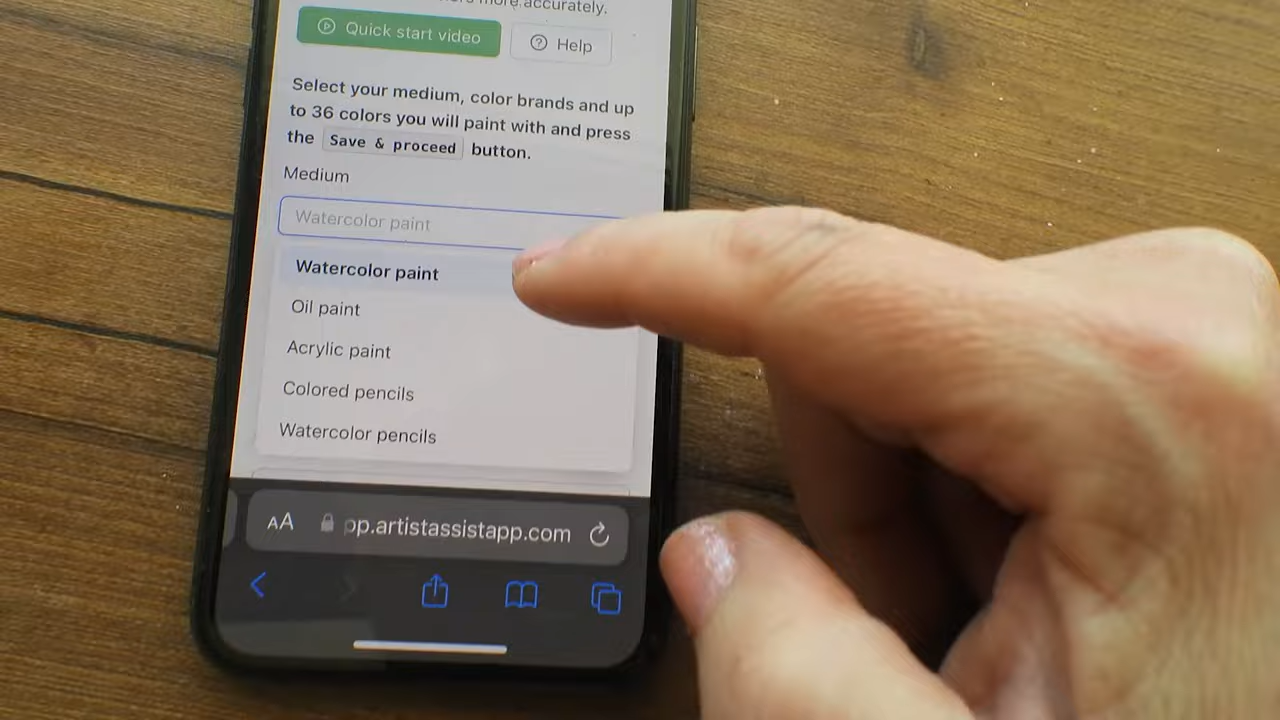 more accurately.
Quick start video
Help
Select your medium, color brands and up
to 36 colors you will paint with and press
the Save & proceed button.
Medium
Watercolor paint
Watercolor paint
Oil paint
Acrylic paint
Colored pencils
Watercolor pencils
AA pp.artistassistapp.com